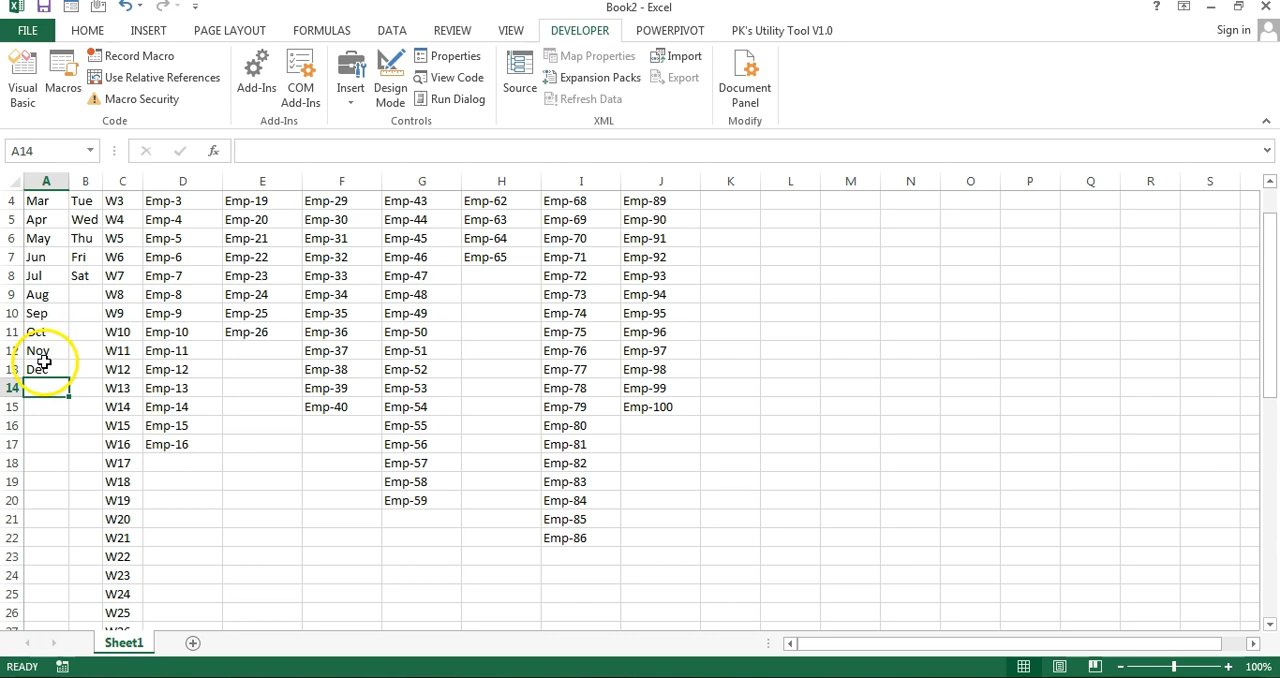 Book2 - Excel
FILE HOME INSERT PAGE LAYOUT FORMULAS DATA REVIEW VIEW DEVELOPER POWERPIVOT PK's Utility Tool V1.0 Sign in
Visual Basic
Macros
Record Macro
Use Relative References
Macro Security
Code
Add-Ins
COM Add-Ins
Add-Ins
Insert
Design Mode
Properties
View Code
Run Dialog
Controls
Source
Map Properties
Expansion Packs
Refresh Data
Import
Export
XML
Document Panel
Modify
A14 fx
A B C D E F G H I J K L M N O P Q R S
4 Mar Tue W3 Emp-3 Emp-19 Emp-29 Emp-43 Emp-62 Emp-68 Emp-89
5 Apr Wed W4 Emp-4 Emp-20 Emp-30 Emp-44 Emp-63 Emp-69 Emp-90
6 May Thu W5 Emp-5 Emp-21 Emp-31 Emp-45 Emp-64 Emp-70 Emp-91
7 Jun Fri W6 Emp-6 Emp-22 Emp-32 Emp-46 Emp-65 Emp-71 Emp-92
8 Jul Sat W7 Emp-7 Emp-23 Emp-33 Emp-47 Emp-72 Emp-93
9 Aug W8 Emp-8 Emp-24 Emp-34 Emp-48 Emp-73 Emp-94
10 Sep W9 Emp-9 Emp-25 Emp-35 Emp-49 Emp-74 Emp-95
11 Oct W10 Emp-10 Emp-26 Emp-36 Emp-50 Emp-75 Emp-96
12 Nov W11 Emp-11 Emp-37 Emp-51 Emp-76 Emp-97
13 Dec W12 Emp-12 Emp-38 Emp-52 Emp-77 Emp-98
14 W13 Emp-13 Emp-39 Emp-53 Emp-78 Emp-99
15 W14 Emp-14 Emp-40 Emp-54 Emp-79 Emp-100
16 W15 Emp-15 Emp-55 Emp-80
17 W16 Emp-16 Emp-56 Emp-81
18 W17 Emp-57 Emp-82
19 W18 Emp-58 Emp-83
20 W19 Emp-59 Emp-84
21 W20 Emp-85
22 W21 Emp-86
23 W22
24 W23
25 W24
26 W25
27 W26
Sheet1
READY 100%